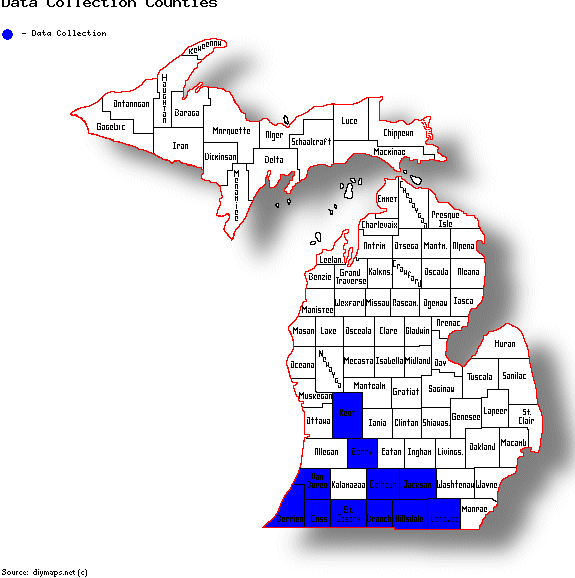 Data Collection Counties
- Data Collection
Keweenaw
Houghton
Ontonagon
Baraga
Gogebic
Iron
Marquette
Dickinson
Menominee
Alger
Delta
Schoolcraft
Luce
Chippewa
Mackinac
Emmet
Cheboygan
Presque
Isle
Charlevoix
Antrim
Otsego
Montm.
Alpena
Leelan.
Benzie
Grand
Traverse
Kalkns.
Crawford
Oscoda
Alcona
Manistee
Wexford
Missau
Roscom.
Ogemaw
Iosco
Arenac
Mason
Lake
Osceola
Clare
Gladwin
Huron
Oceana
Newaygo
Mecosta
Isabella
Midland
Bay
Tuscola
Sanilac
Muskegon
Montcalm
Gratiot
Saginaw
Ottawa
Kent
Ionia
Clinton
Shiawas.
Genesee
Lapeer
St.
Clair
Allegan
Barry
Eaton
Ingham
Livings.
Oakland
Macomb
Van
Buren
Kalamazoo
Calhoun
Jackson
Washtenaw
Wayne
Berrien
Cass
St.
Joseph
Branch
Hillsdale
Lenawee
Monroe
Source: diymaps.net (c)